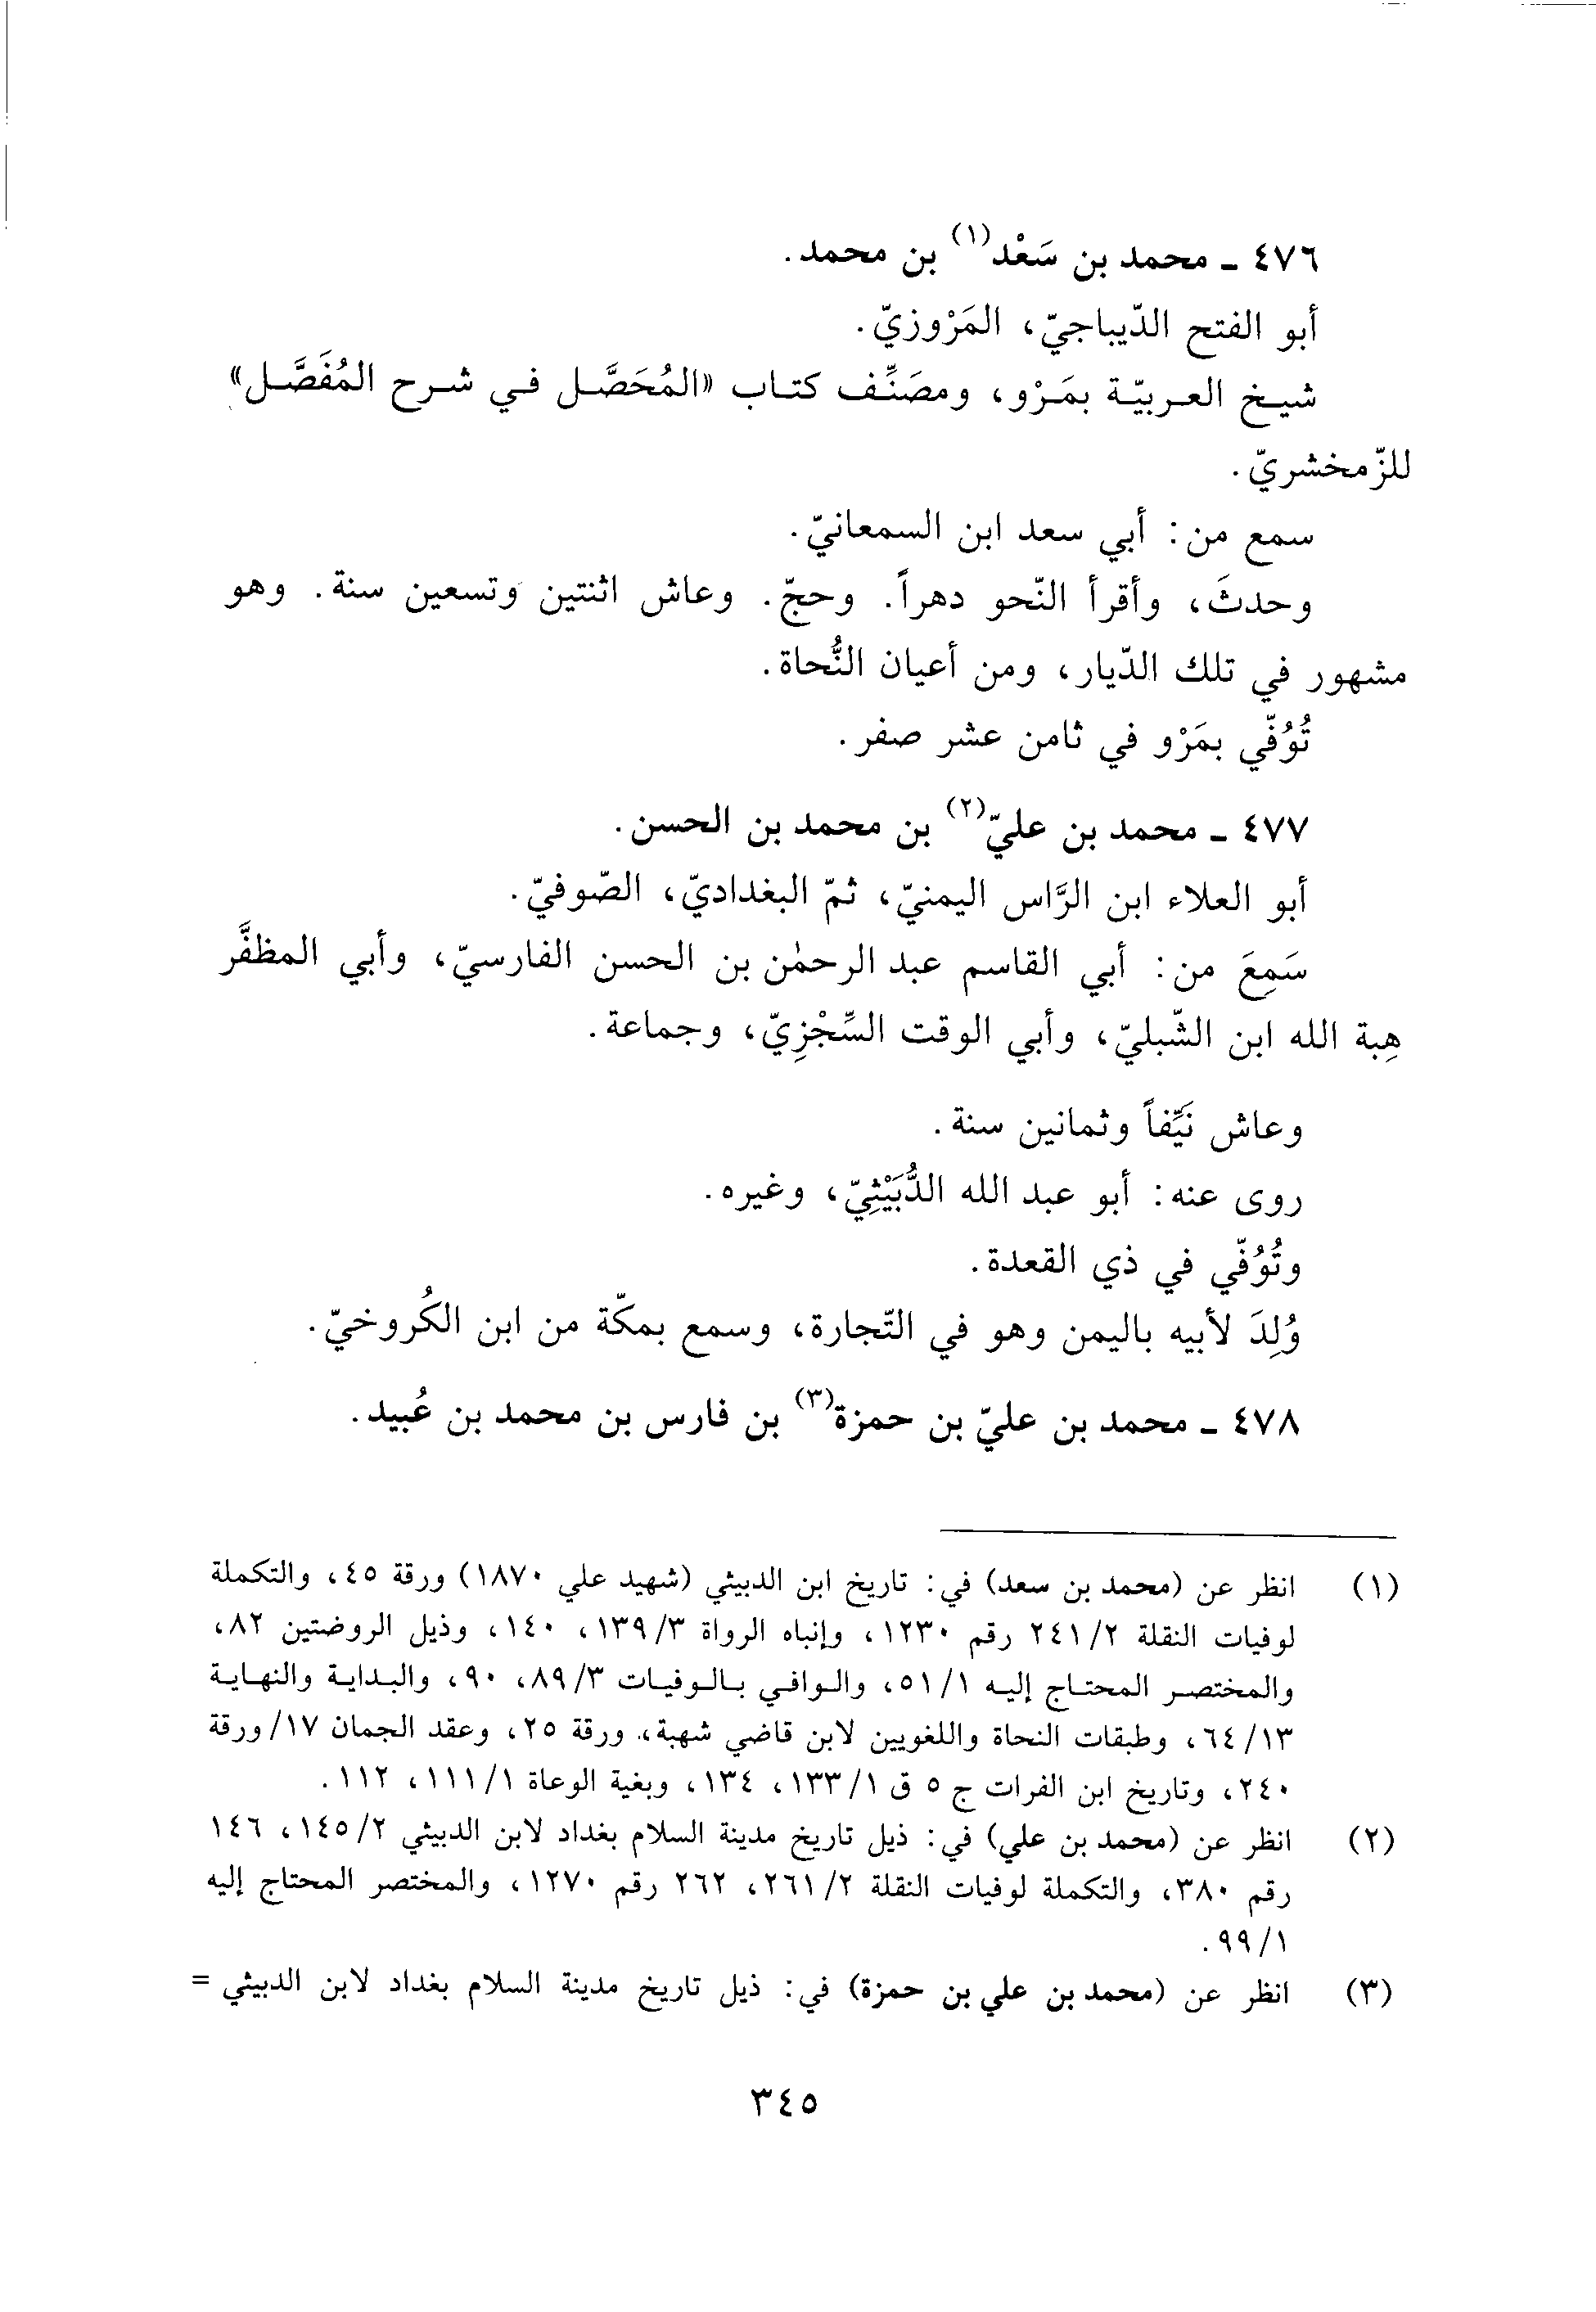 ٤٧٦ ـ محمد بن سَعْد(١) بن محمد.
أبو الفتح الدّيباجيّ، المَرْوزيّ.
شيخ العربيّة بمَرْو، ومصَنِّف كتاب «المُحَصَّل في شرح المُفَصَّل»
للزّمخشريّ.
سمع من: أبي سعد ابن السمعانيّ.
وحدثَ، وأقرأ النّحو دهراً. وحجّ. وعاش اثنتين وتسعين سنة. وهو
مشهور في تلك الدّيار، ومن أعيان النُّحاة.
تُوُفّي بمَرْو في ثامن عشر صفر.
٤٧٧ ـ محمد بن عليّ(٢) بن محمد بن الحسن.
أبو العلاء ابن الرَّاس اليمنيّ، ثمّ البغداديّ، الصّوفيّ.
سَمِعَ من: أبي القاسم عبد الرحمٰن بن الحسن الفارسيّ، وأبي المظفَّر
هِبة الله ابن الشّبليّ، وأبي الوقت السِّجْزِيّ، وجماعة.
وعاش نَيِّفاً وثمانين سنة.
روى عنه: أبو عبد الله الدُّبَيْثِيّ، وغيره.
وتُوُفّي في ذي القعدة.
وُلِدَ لأبيه باليمن وهو في التّجارة، وسمع بمكّة من ابن الكُروخيّ.
٤٧٨ ـ محمد بن عليّ بن حمزة(٣) بن فارس بن محمد بن عُبيد.
(١) انظر عن (محمد بن سعد) في: تاريخ ابن الدبيثي (شهيد علي ١٨٧٠) ورقة ٤٥، والتكملة
لوفيات النقلة ٢/٢٤١ رقم ١٢٣٠، وإنباه الرواة ٣/١٣٩، ١٤٠، وذيل الروضتين ٨٢،
والمختصر المحتاج إليه ١/٥١، والوافي بالوفيات ٣/٨٩، ٩٠، والبداية والنهاية
١٣/٦٤، وطبقات النحاة واللغويين لابن قاضي شهبة، ورقة ٢٥، وعقد الجمان ١٧/ورقة
٢٤٠، وتاريخ ابن الفرات ج ٥ ق ١/١٣٣، ١٣٤، وبغية الوعاة ١/١١١، ١١٢.
(٢) انظر عن (محمد بن علي) في: ذيل تاريخ مدينة السلام بغداد لابن الدبيثي ٢/١٤٥، ١٤٦
رقم ٣٨٠، والتكملة لوفيات النقلة ٢/٢٦١، ٢٦٢ رقم ١٢٧٠، والمختصر المحتاج إليه
١/٩٩.
(٣) انظر عن (محمد بن علي بن حمزة) في: ذيل تاريخ مدينة السلام بغداد لابن الدبيثي =
٣٤٥